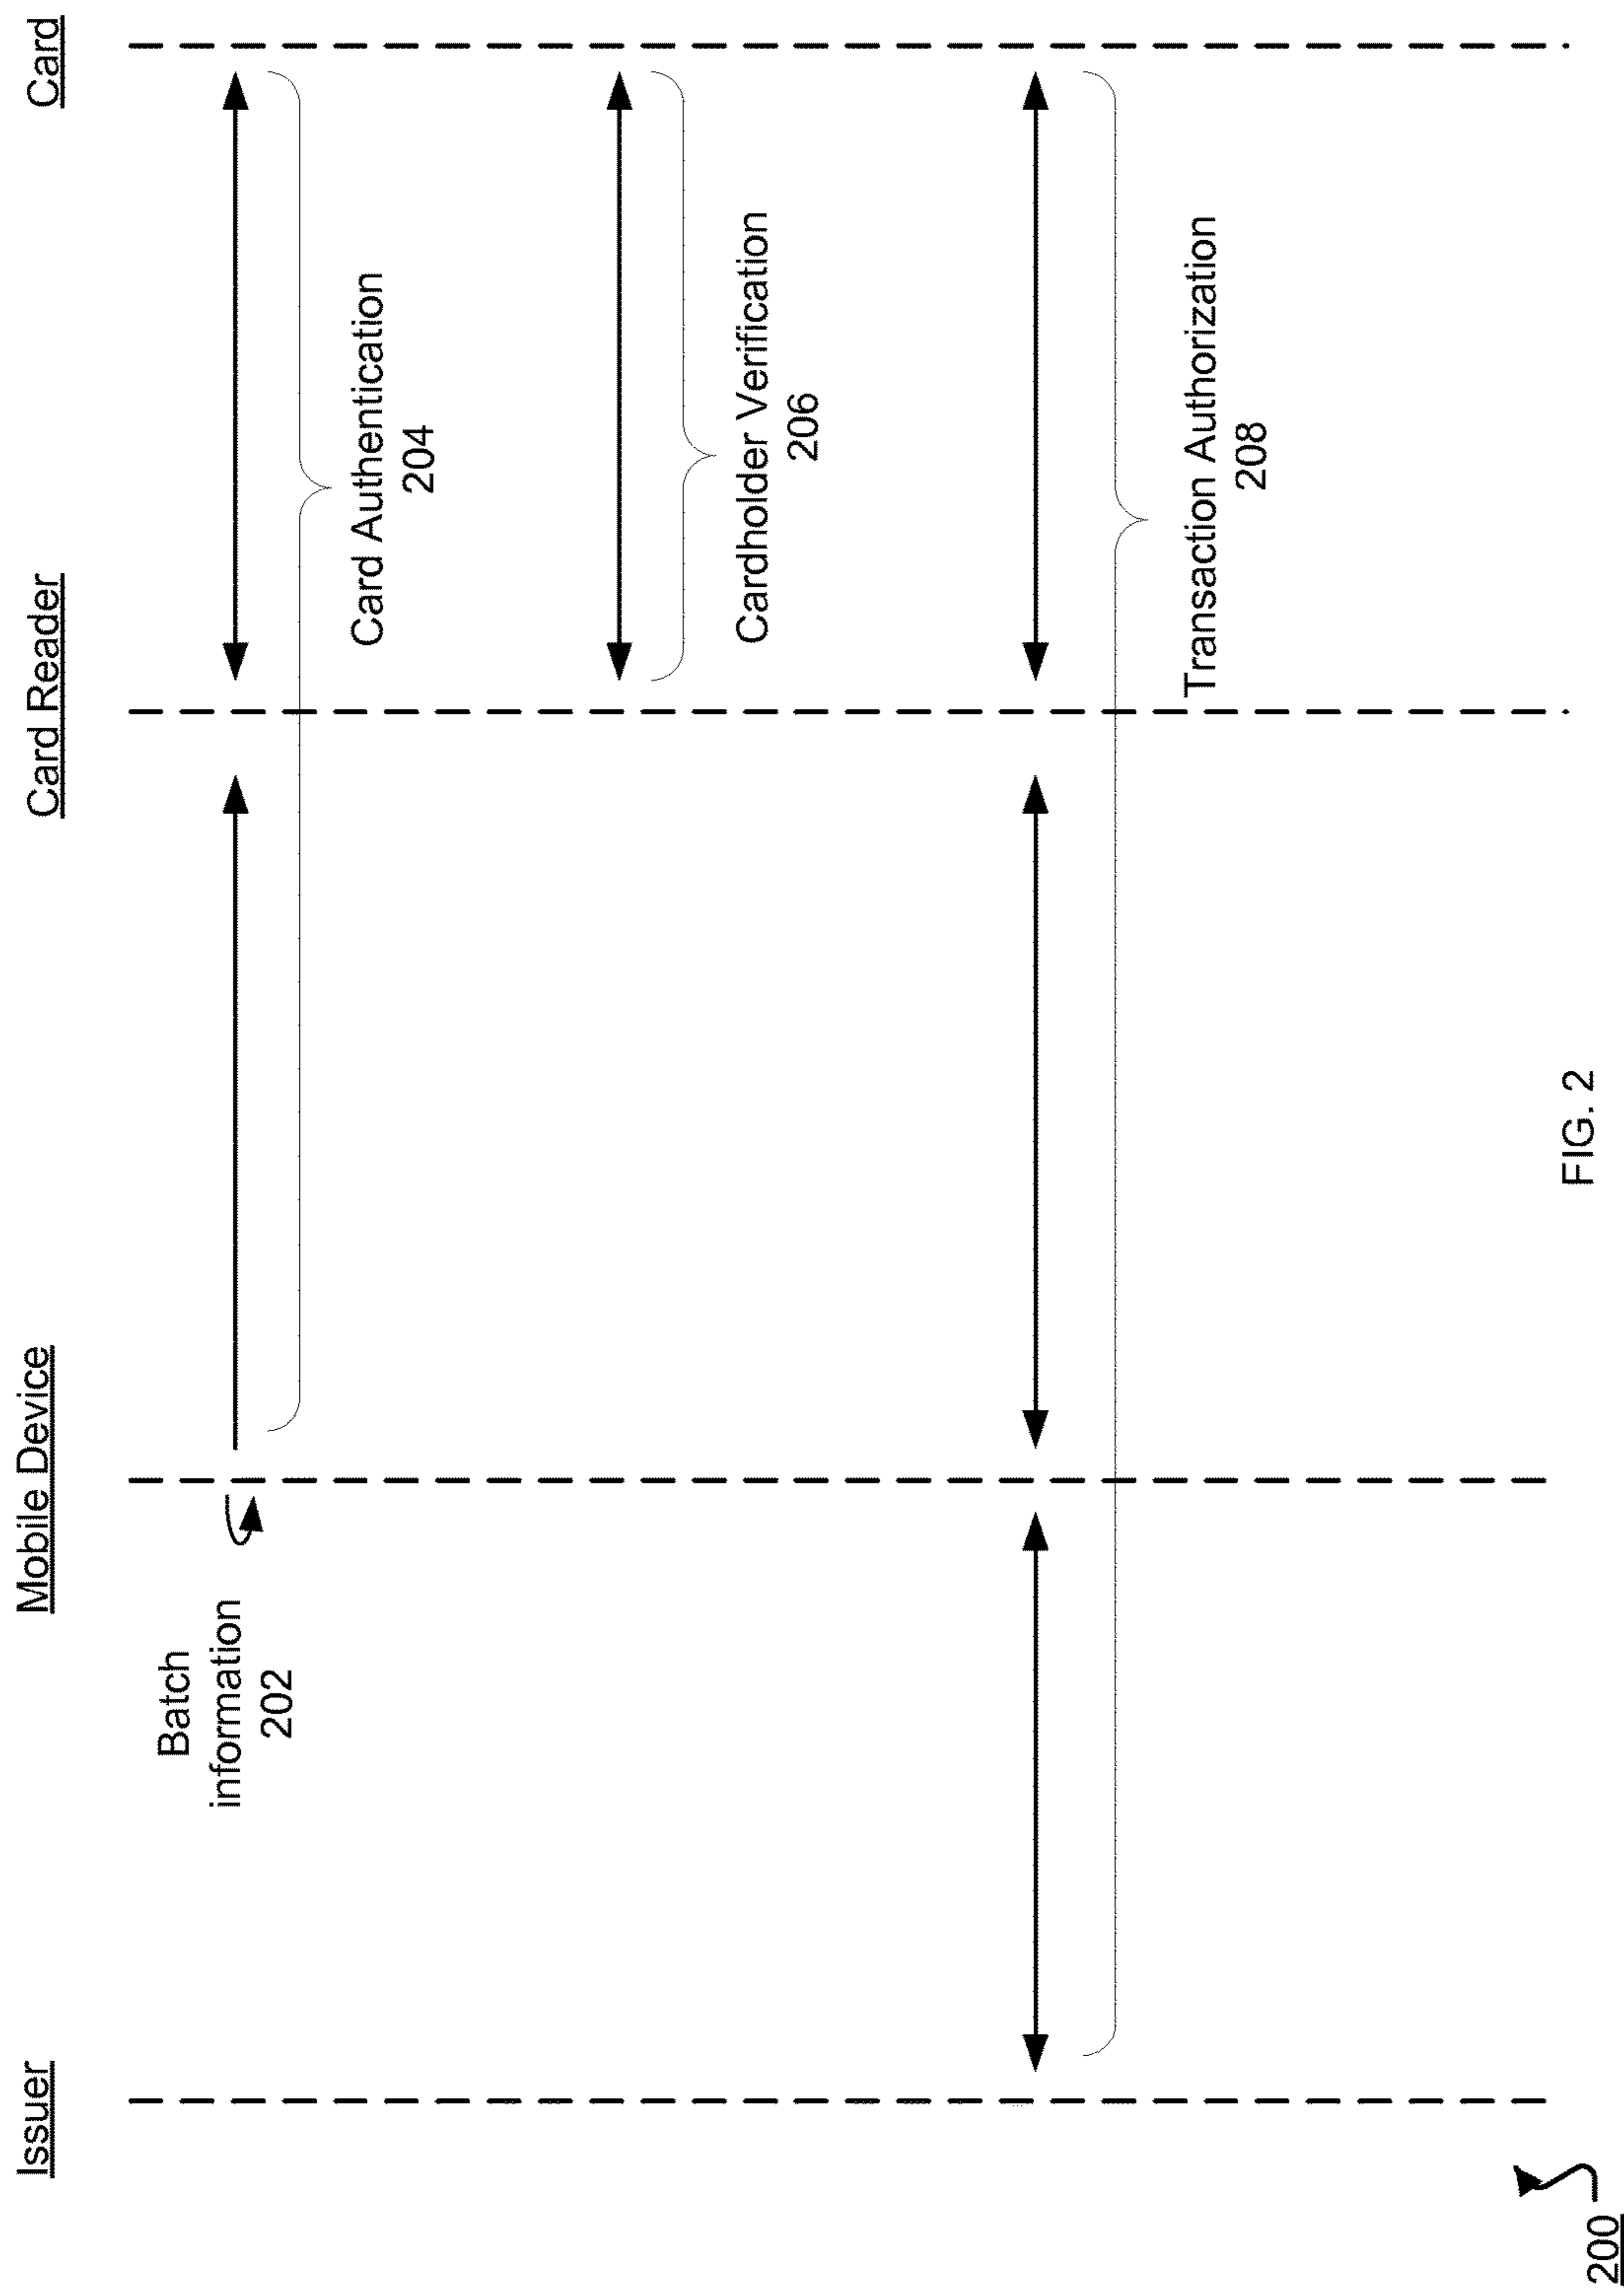 Issuer
Mobile Device
Card Reader
Card
Batch
information
202
Card Authentication
204
Cardholder Verification
206
Transaction Authorization
208
200
FIG. 2